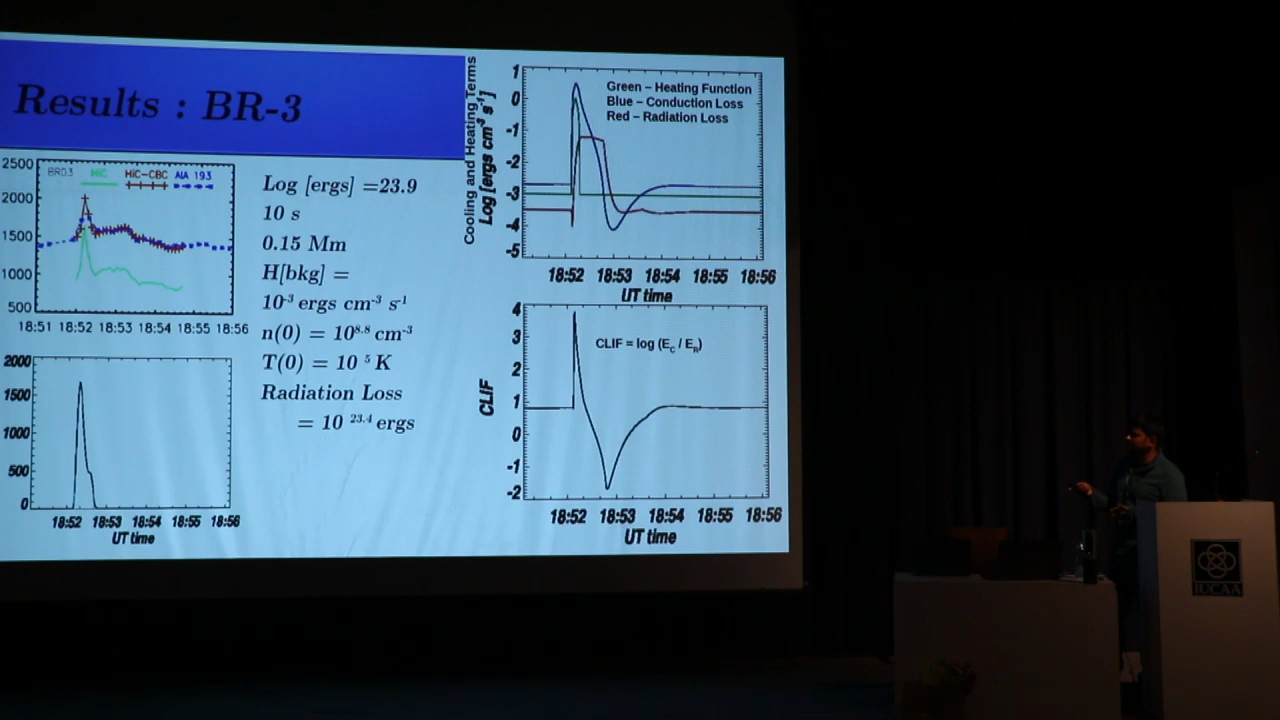 Results : BR-3
2500
2000
1500
1000
500
BR03 HiC HiC-CBC AIA 193
18:51 18:52 18:53 18:54 18:55 18:56
2000
1500
1000
500
0
18:52 18:53 18:54 18:55 18:56
UT time
Log [ergs] =23.9
10 s
0.15 Mm
H[bkg] =
10⁻³ ergs cm⁻³ s⁻¹
n(0) = 10⁸·⁸ cm⁻³
T(0) = 10 ⁵ K
Radiation Loss
= 10 ²³·⁴ ergs
Cooling and Heating Terms
Log [ergs cm⁻³ s⁻¹]
1
0
-1
-2
-3
-4
-5
Green – Heating Function
Blue – Conduction Loss
Red – Radiation Loss
18:52 18:53 18:54 18:55 18:56
UT time
CLIF
4
3
2
1
0
-1
-2
CLIF = log (E_C / E_R)
18:52 18:53 18:54 18:55 18:56
UT time
IUCAA